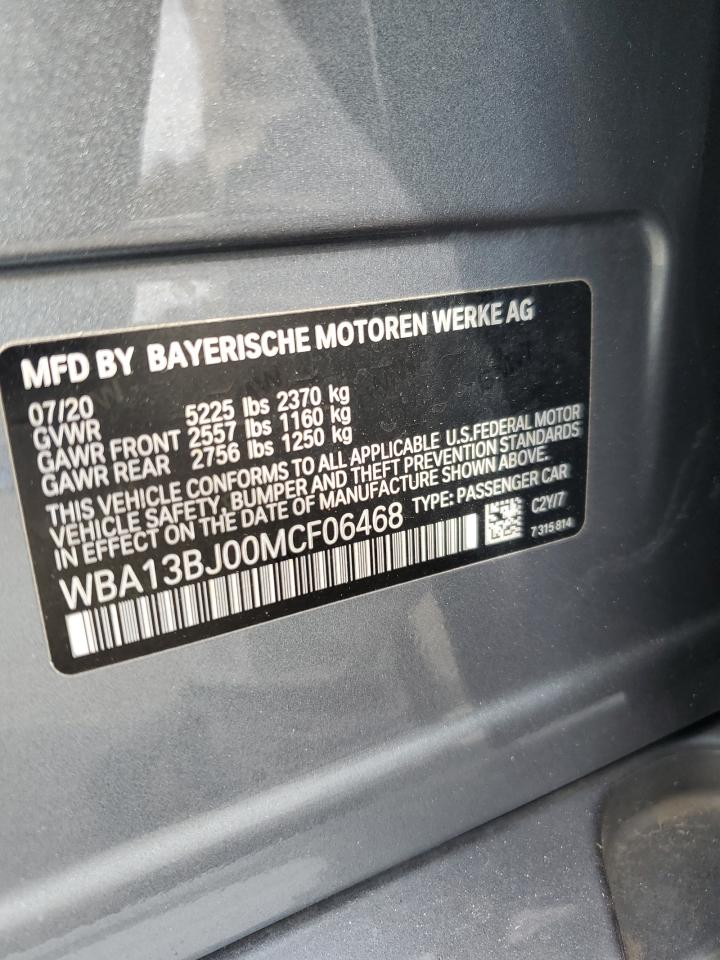 MFD BY BAYERISCHE MOTOREN WERKE AG
07/20
GVWR 5225 lbs 2370 kg
GAWR FRONT 2557 lbs 1160 kg
GAWR REAR 2756 lbs 1250 kg
THIS VEHICLE CONFORMS TO ALL APPLICABLE U.S.FEDERAL MOTOR
VEHICLE SAFETY, BUMPER AND THEFT PREVENTION STANDARDS
IN EFFECT ON THE DATE OF MANUFACTURE SHOWN ABOVE.
WBA13BJ00MCF06468 TYPE: PASSENGER CAR
C2Y/7
7 315 814